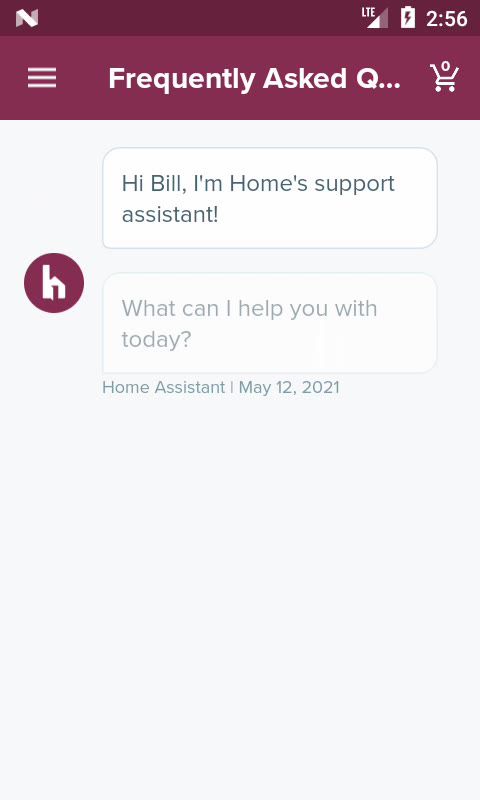 LTE 2:56
Frequently Asked Q...
0
Hi Bill, I'm Home's support
assistant!
h
What can I help you with
today?
Home Assistant | May 12, 2021